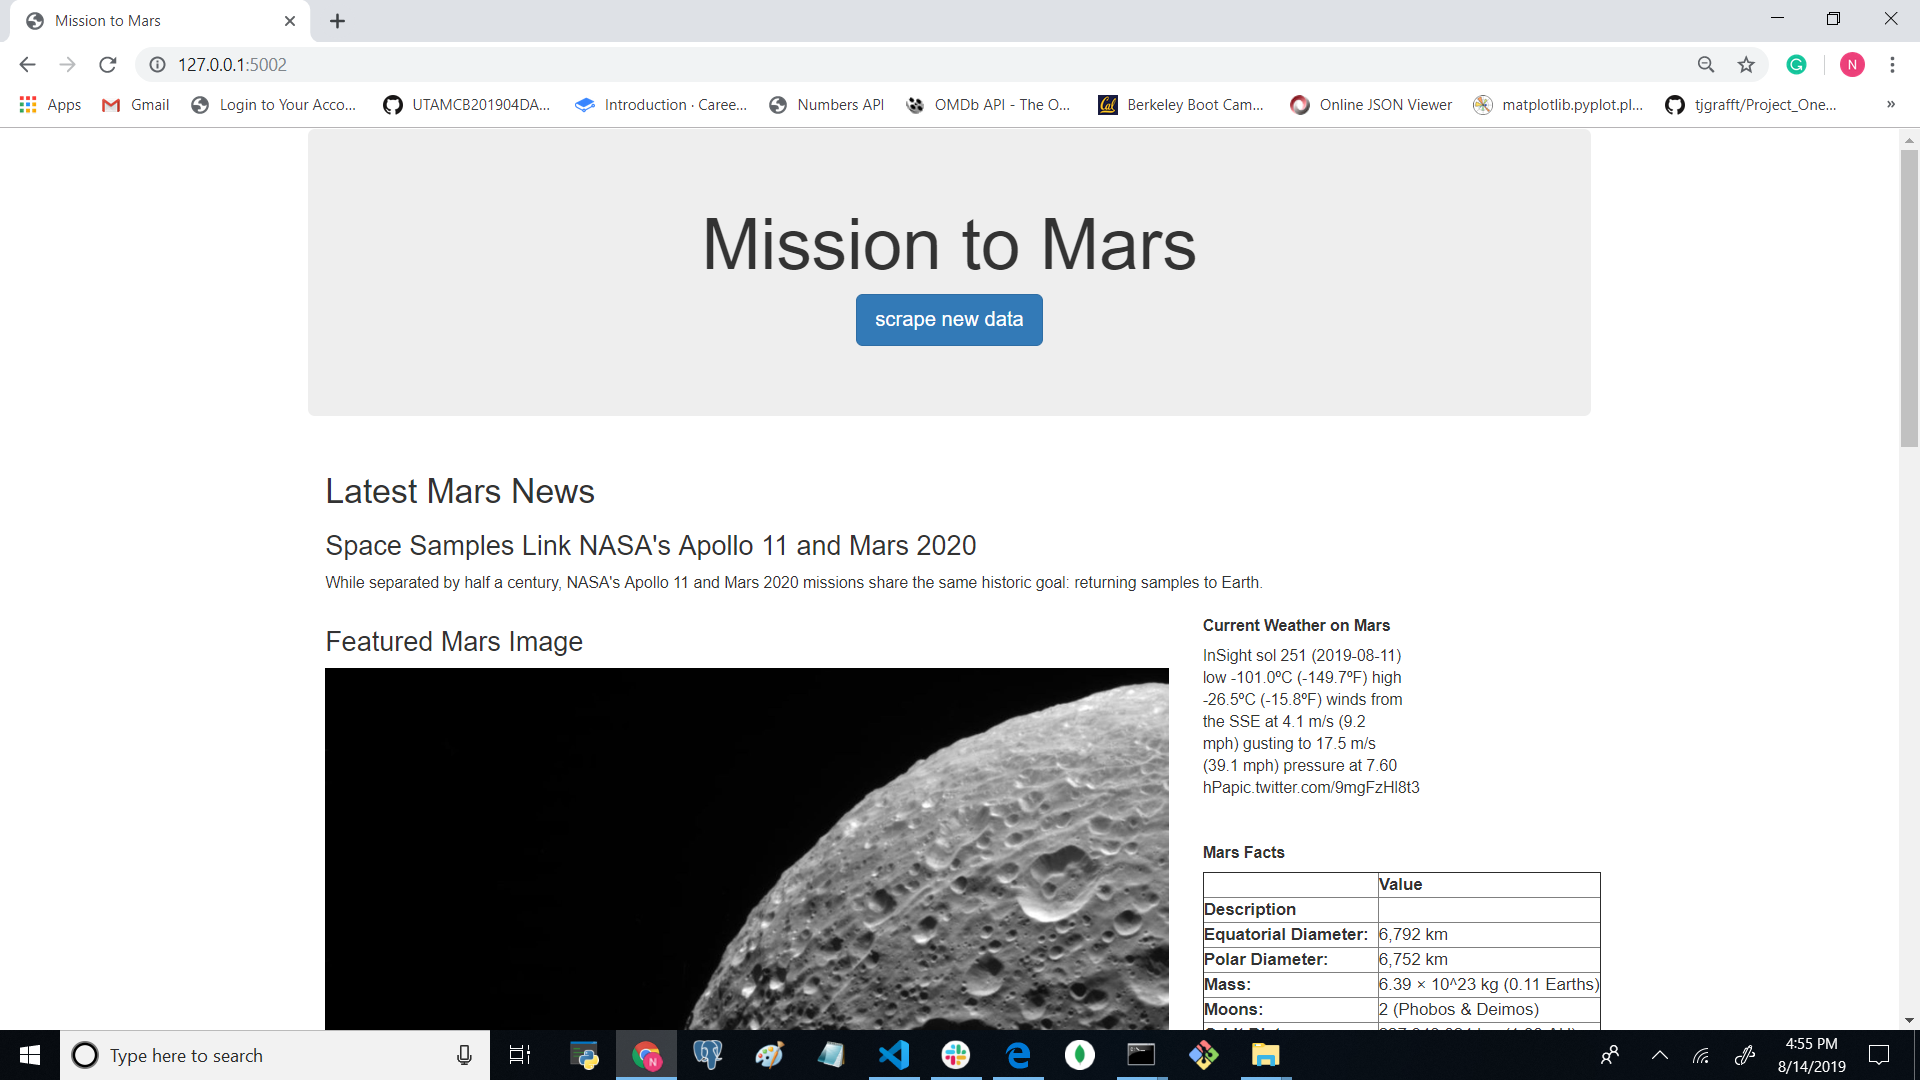 Mission to Mars
127.0.0.1:5002
N
Apps
Gmail
Login to Your Acco...
UTAMCB201904DA...
Introduction · Caree...
Numbers API
OMDb API - The O...
Cal
Berkeley Boot Cam...
Online JSON Viewer
matplotlib.pyplot.pl...
tjgrafft/Project_One...
»
Mission to Mars
scrape new data
Latest Mars News
Space Samples Link NASA's Apollo 11 and Mars 2020
While separated by half a century, NASA's Apollo 11 and Mars 2020 missions share the same historic goal: returning samples to Earth.
Featured Mars Image
Current Weather on Mars
InSight sol 251 (2019-08-11)
low -101.0ºC (-149.7ºF) high
-26.5ºC (-15.8ºF) winds from
the SSE at 4.1 m/s (9.2
mph) gusting to 17.5 m/s
(39.1 mph) pressure at 7.60
hPapic.twitter.com/9mgFzHl8t3
Mars Facts
Value
Description
Equatorial Diameter: 6,792 km
Polar Diameter: 6,752 km
Mass: 6.39 × 10^23 kg (0.11 Earths)
Moons: 2 (Phobos & Deimos)
Type here to search
N
4:55 PM
8/14/2019